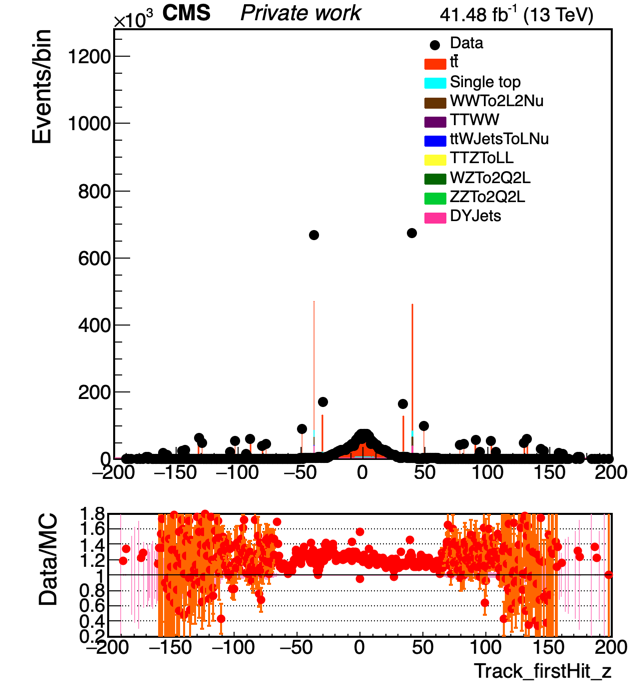 ×10³ CMS Private work 41.48 fb⁻¹ (13 TeV)
Events/bin
1200
1000
800
600
400
200
0
Data
tt̄
Single top
WWTo2L2Nu
TTWW
ttWJetsToLNu
TTZToLL
WZTo2Q2L
ZZTo2Q2L
DYJets
−200 −150 −100 −50 0 50 100 150 200
Data/MC
1.8
1.6
1.4
1.2
1
0.8
0.6
0.4
0.2
−200 −150 −100 −50 0 50 100 150 200
Track_firstHit_z